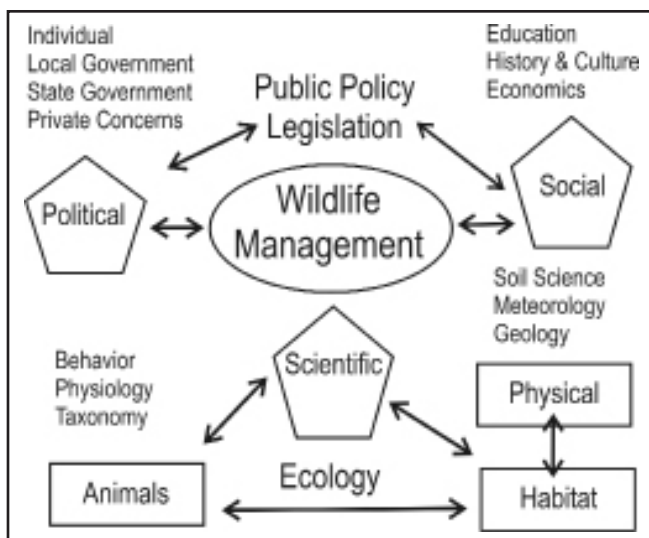 Individual
Local Government
State Government
Private Concerns
Public Policy
Legislation
Education
History & Culture
Economics
Political
Wildlife
Management
Social
Soil Science
Meteorology
Geology
Behavior
Physiology
Taxonomy
Scientific
Physical
Animals
Ecology
Habitat